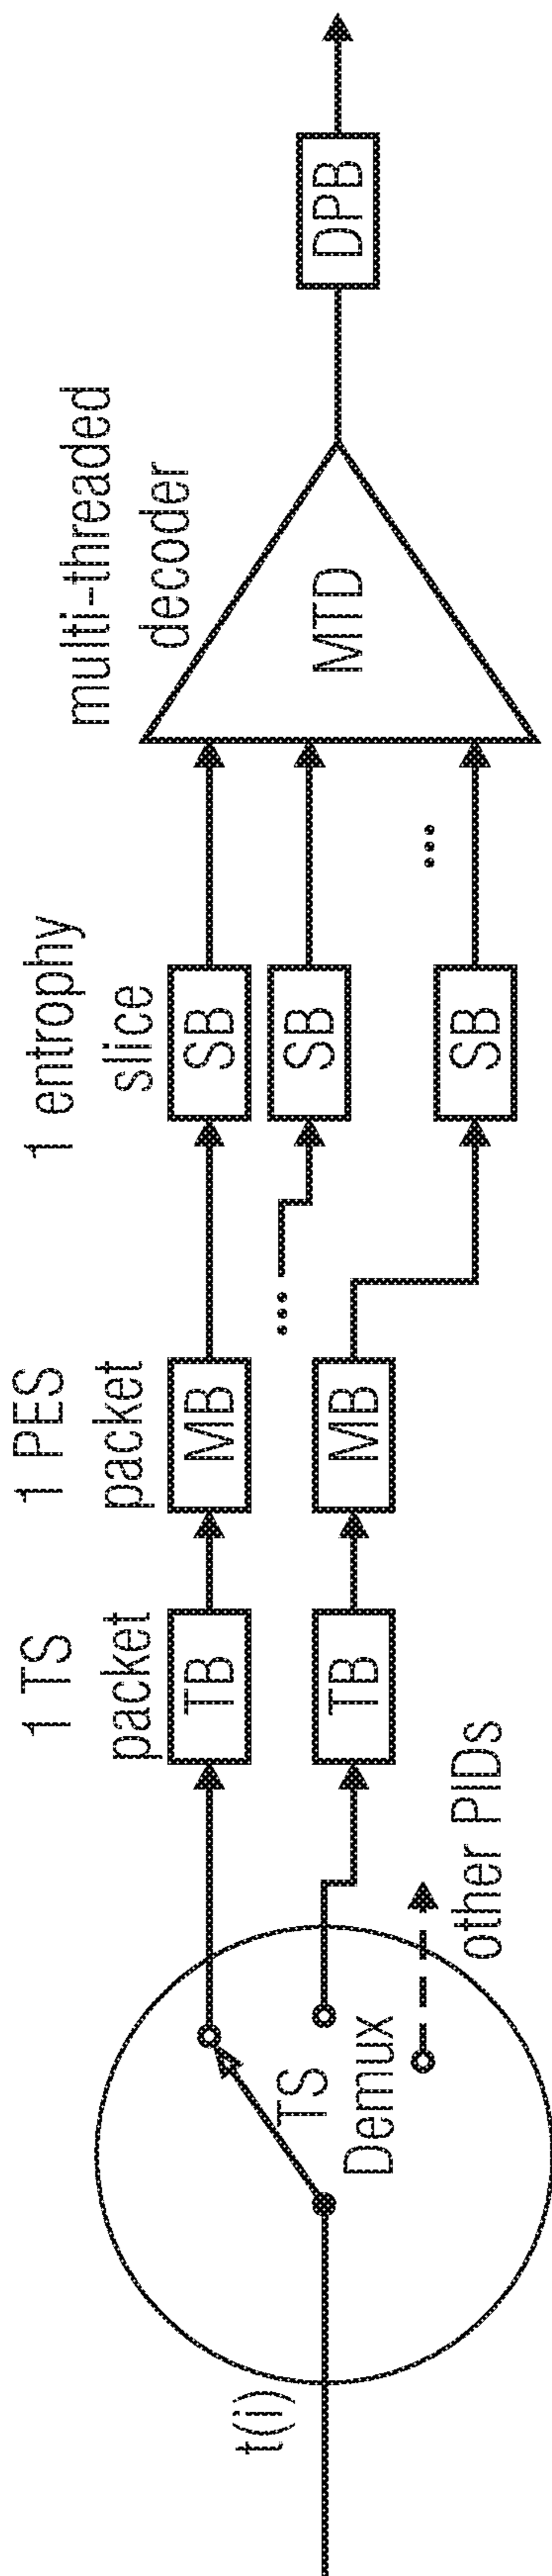 t(i)
TS
Demux
other PIDs
1 TS
packet
TB
TB
1 PES
packet
MB
MB
...
1 entrophy
slice
SB
SB
SB
...
multi-threaded
decoder
MTD
DPB